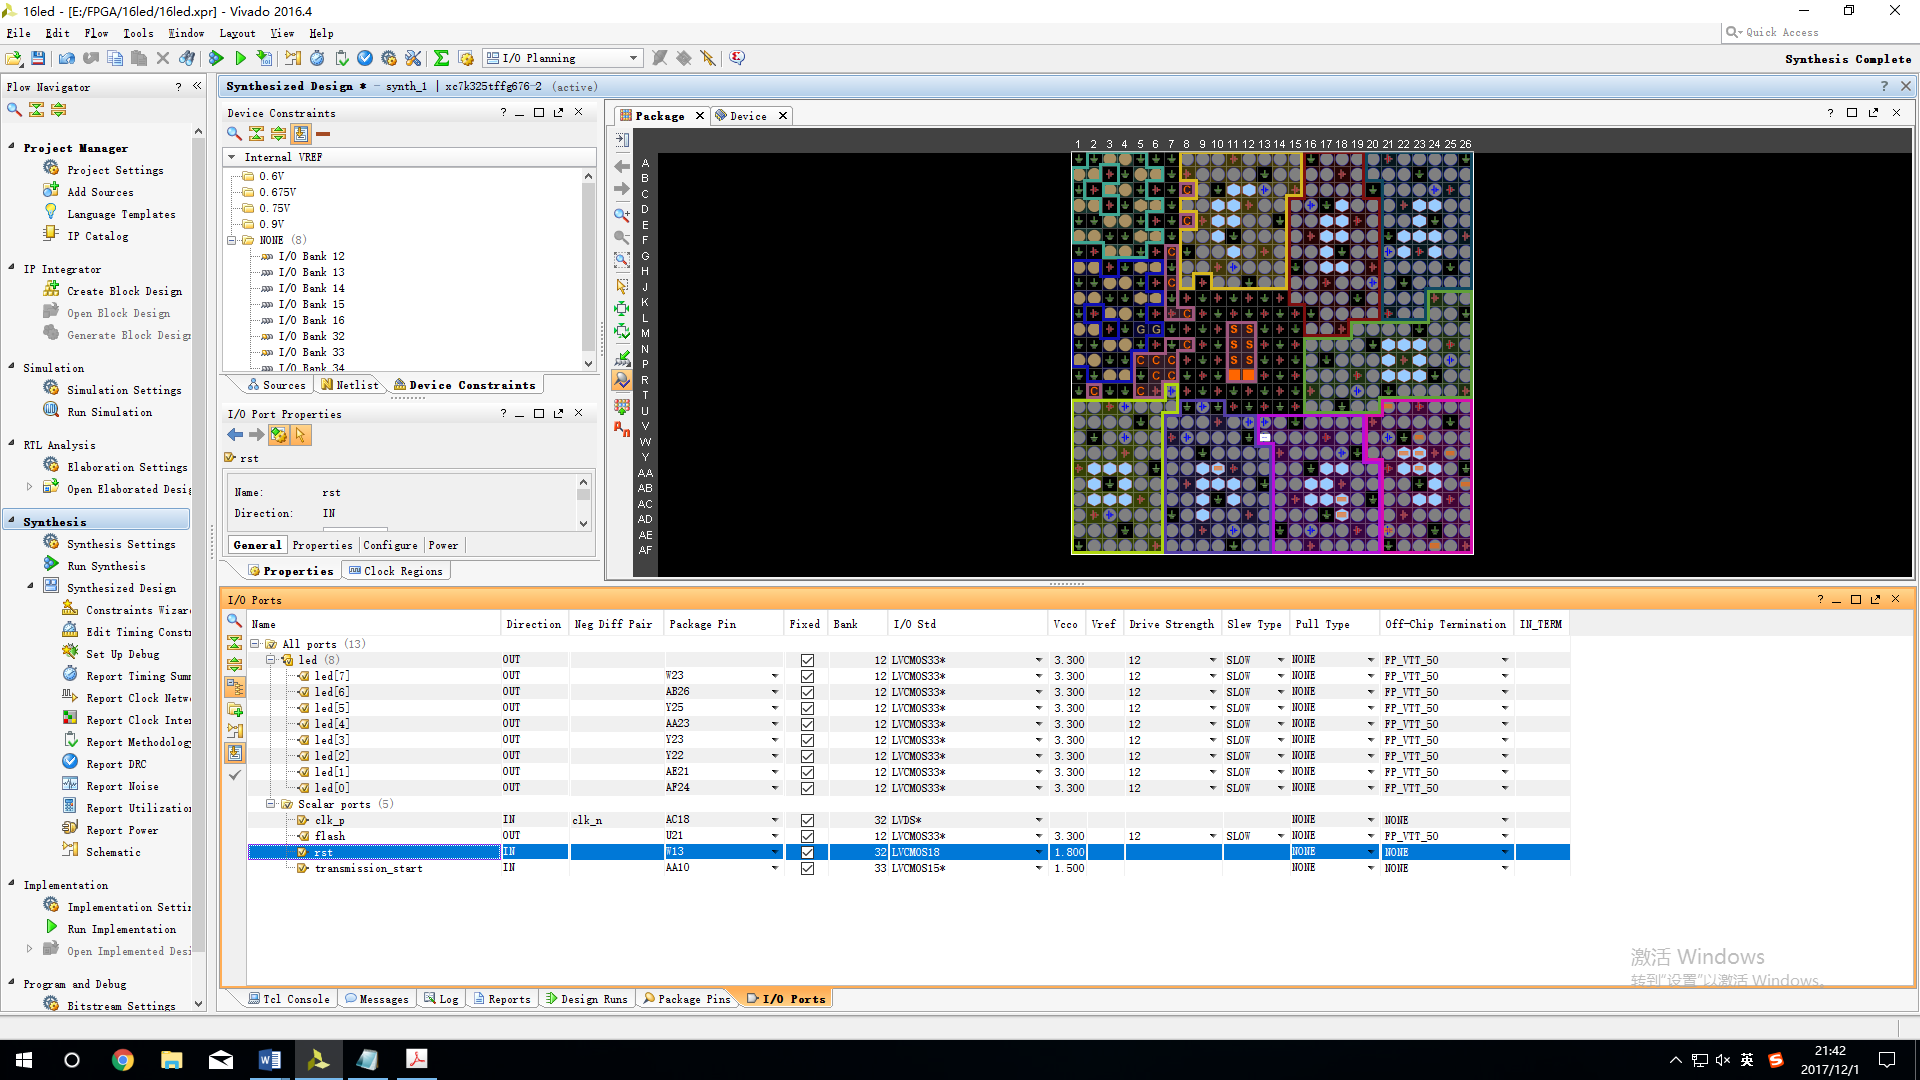 16led - [E:/FPGA/16led/16led.xpr] - Vivado 2016.4
File Edit Flow Tools Window Layout View Help
Quick Access
I/O Planning
Synthesis Complete
Flow Navigator
Synthesized Design * - synth_1 | xc7k325tffg676-2 (active)
Project Manager
Project Settings
Add Sources
Language Templates
IP Catalog
IP Integrator
Create Block Design
Open Block Design
Generate Block Desig
Simulation
Simulation Settings
Run Simulation
RTL Analysis
Elaboration Settings
Open Elaborated Desig
Synthesis
Synthesis Settings
Run Synthesis
Synthesized Design
Constraints Wizar
Edit Timing Const
Set Up Debug
Report Timing Sum
Report Clock Netw
Report Clock Inte
Report Methodolog
Report DRC
Report Noise
Report Utilizatio
Report Power
Schematic
Implementation
Implementation Setti
Run Implementation
Open Implemented Desi
Program and Debug
Bitstream Settings
Device Constraints
Internal VREF
0.6V
0.675V
0.75V
0.9V
NONE (8)
I/O Bank 12
I/O Bank 13
I/O Bank 14
I/O Bank 15
I/O Bank 16
I/O Bank 32
I/O Bank 33
I/O Bank 34
Sources Netlist Device Constraints
I/O Port Properties
rst
Name: rst
Direction: IN
General Properties Configure Power
Properties Clock Regions
Package Device
1 2 3 4 5 6 7 8 9 10 11 12 13 14 15 16 17 18 19 20 21 22 23 24 25 26
A
B
C
D
E
F
G
H
J
K
L
M
N
P
R
T
U
V
W
Y
AA
AB
AC
AD
AE
AF
I/O Ports
Name Direction Neg Diff Pair Package Pin Fixed Bank I/O Std Vcco Vref Drive Strength Slew Type Pull Type Off-Chip Termination IN_TERM
All ports (13)
led (8) OUT 12 LVCMOS33* 3.300 12 SLOW NONE FP_VTT_50
led[7] OUT W23 12 LVCMOS33* 3.300 12 SLOW NONE FP_VTT_50
led[6] OUT AB26 12 LVCMOS33* 3.300 12 SLOW NONE FP_VTT_50
led[5] OUT Y25 12 LVCMOS33* 3.300 12 SLOW NONE FP_VTT_50
led[4] OUT AA23 12 LVCMOS33* 3.300 12 SLOW NONE FP_VTT_50
led[3] OUT Y23 12 LVCMOS33* 3.300 12 SLOW NONE FP_VTT_50
led[2] OUT Y22 12 LVCMOS33* 3.300 12 SLOW NONE FP_VTT_50
led[1] OUT AE21 12 LVCMOS33* 3.300 12 SLOW NONE FP_VTT_50
led[0] OUT AF24 12 LVCMOS33* 3.300 12 SLOW NONE FP_VTT_50
Scalar ports (5)
clk_p IN clk_n AC18 32 LVDS* NONE NONE
flash OUT U21 12 LVCMOS33* 3.300 12 SLOW NONE FP_VTT_50
rst IN W13 32 LVCMOS18 1.800 NONE NONE
transmission_start IN AA10 33 LVCMOS15* 1.500 NONE NONE
激活 Windows
转到"设置"以激活 Windows。
Tcl Console Messages Log Reports Design Runs Package Pins I/O Ports
英
21:42
2017/12/1